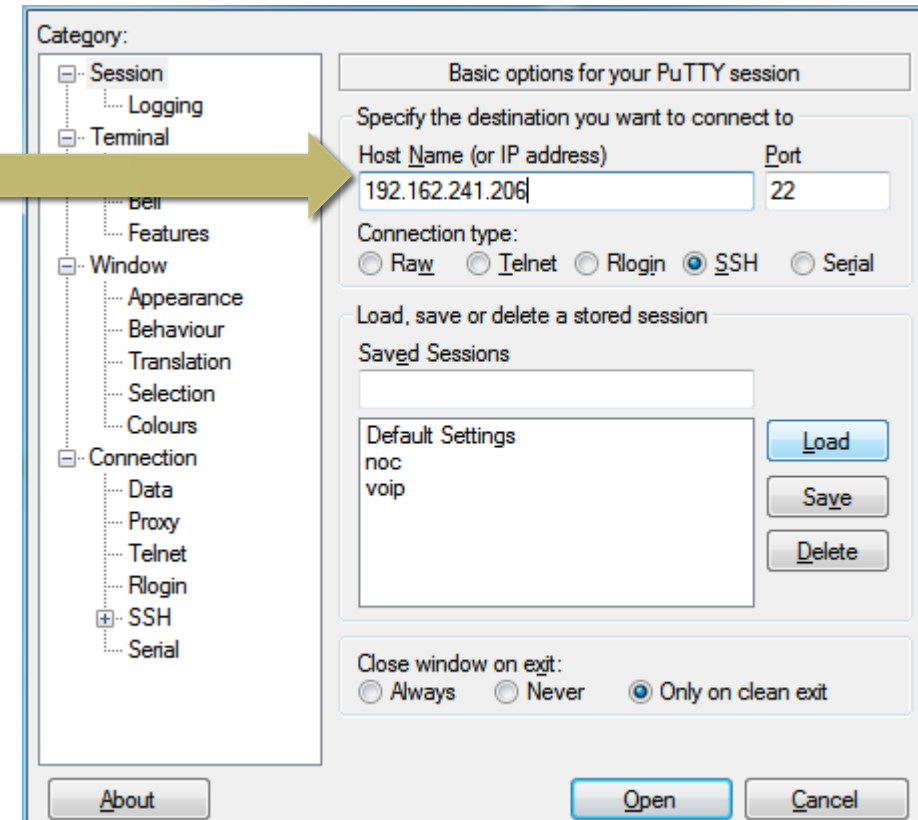 Category:
Session
Logging
Terminal
Bell
Features
Window
Appearance
Behaviour
Translation
Selection
Colours
Connection
Data
Proxy
Telnet
Rlogin
SSH
Serial
Basic options for your PuTTY session
Specify the destination you want to connect to
Host Name (or IP address) Port
192.162.241.206 22
Connection type:
Raw Telnet Rlogin SSH Serial
Load, save or delete a stored session
Saved Sessions
Default Settings
noc
voip
Load
Save
Delete
Close window on exit:
Always Never Only on clean exit
About Open Cancel